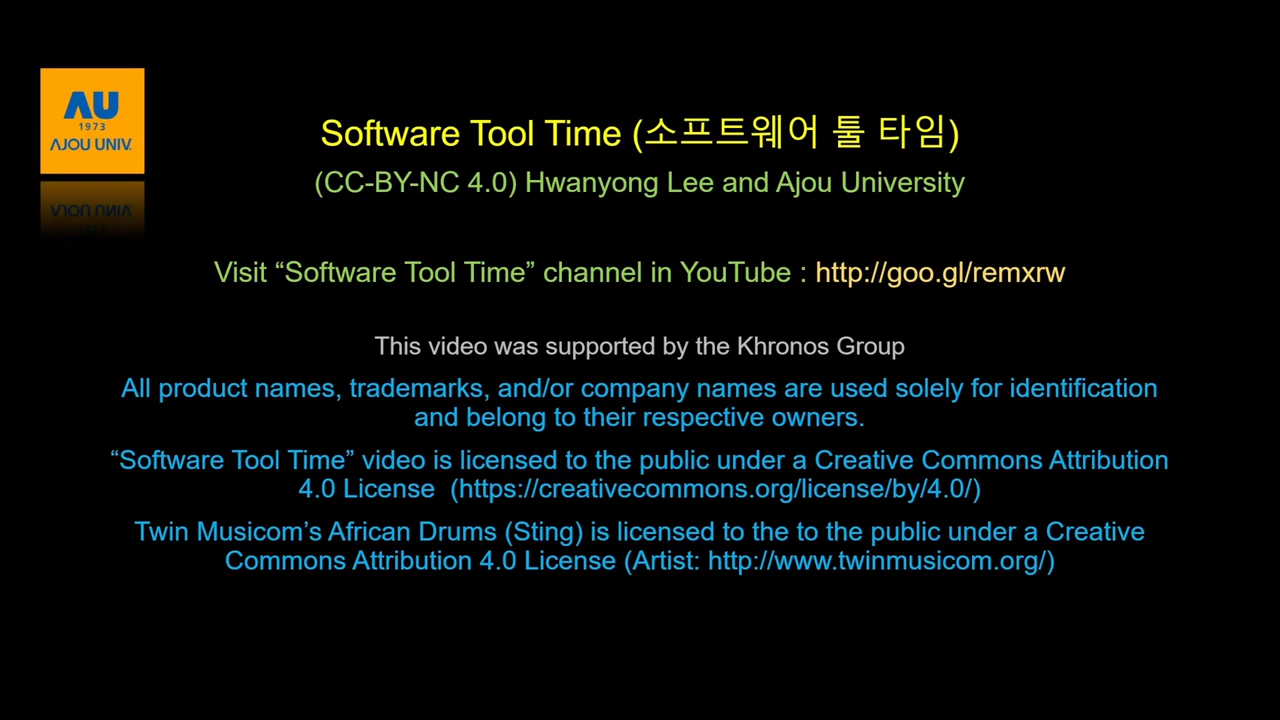 AU
1973
AJOU UNIV.
Software Tool Time (소프트웨어 툴 타임)
(CC-BY-NC 4.0) Hwanyong Lee and Ajou University
Visit “Software Tool Time” channel in YouTube : http://goo.gl/remxrw
This video was supported by the Khronos Group
All product names, trademarks, and/or company names are used solely for identification
and belong to their respective owners.
“Software Tool Time” video is licensed to the public under a Creative Commons Attribution
4.0 License  (https://creativecommons.org/license/by/4.0/)
Twin Musicom’s African Drums (Sting) is licensed to the to the public under a Creative
Commons Attribution 4.0 License (Artist: http://www.twinmusicom.org/)